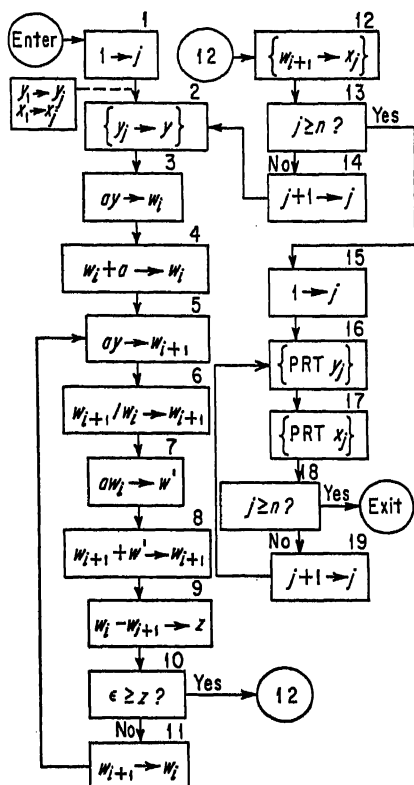 Enter
1
1 → j
y₁ → yⱼ
x₁ → xⱼ
2
{yⱼ → y}
3
ay → wᵢ
4
wᵢ + a → wᵢ
5
ay → wᵢ₊₁
6
wᵢ₊₁/wᵢ → wᵢ₊₁
7
awᵢ → w'
8
wᵢ₊₁ + w' → wᵢ₊₁
9
wᵢ − wᵢ₊₁ → z
10
ϵ ≥ z ?
Yes
12
No
11
wᵢ₊₁ → wᵢ
12
12
{wᵢ₊₁ → xⱼ}
13
j ≥ n ?
Yes
No
14
j+1 → j
15
1 → j
16
{PRT yⱼ}
17
{PRT xⱼ}
18
j ≥ n ?
Yes
Exit
No
19
j+1 → j